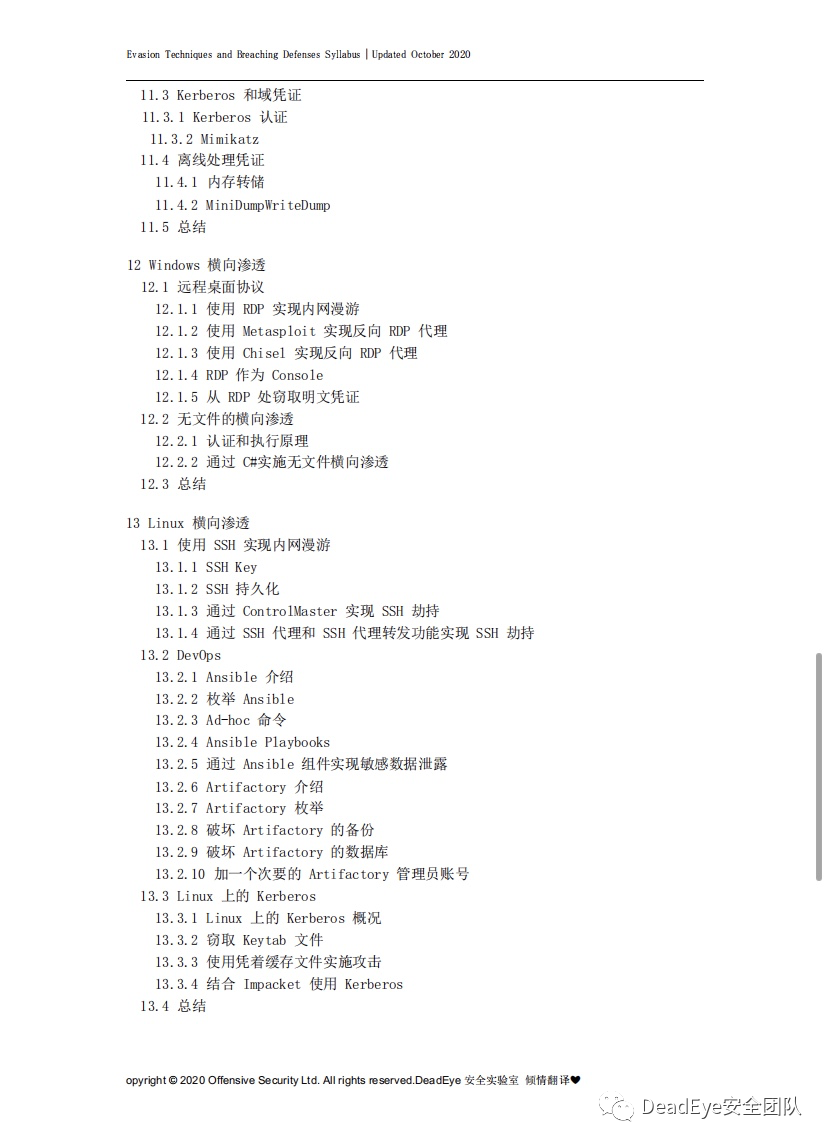 Evasion Techniques and Breaching Defenses Syllabus | Updated October 2020
11.3 Kerberos 和域凭证
11.3.1 Kerberos 认证
11.3.2 Mimikatz
11.4 离线处理凭证
11.4.1 内存转储
11.4.2 MiniDumpWriteDump
11.5 总结
12 Windows 横向渗透
12.1 远程桌面协议
12.1.1 使用 RDP 实现内网漫游
12.1.2 使用 Metasploit 实现反向 RDP 代理
12.1.3 使用 Chisel 实现反向 RDP 代理
12.1.4 RDP 作为 Console
12.1.5 从 RDP 处窃取明文凭证
12.2 无文件的横向渗透
12.2.1 认证和执行原理
12.2.2 通过 C#实施无文件横向渗透
12.3 总结
13 Linux 横向渗透
13.1 使用 SSH 实现内网漫游
13.1.1 SSH Key
13.1.2 SSH 持久化
13.1.3 通过 ControlMaster 实现 SSH 劫持
13.1.4 通过 SSH 代理和 SSH 代理转发功能实现 SSH 劫持
13.2 DevOps
13.2.1 Ansible 介绍
13.2.2 枚举 Ansible
13.2.3 Ad-hoc 命令
13.2.4 Ansible Playbooks
13.2.5 通过 Ansible 组件实现敏感数据泄露
13.2.6 Artifactory 介绍
13.2.7 Artifactory 枚举
13.2.8 破坏 Artifactory 的备份
13.2.9 破坏 Artifactory 的数据库
13.2.10 加一个次要的 Artifactory 管理员账号
13.3 Linux 上的 Kerberos
13.3.1 Linux 上的 Kerberos 概况
13.3.2 窃取 Keytab 文件
13.3.3 使用凭着缓存文件实施攻击
13.3.4 结合 Impacket 使用 Kerberos
13.4 总结
opyright © 2020 Offensive Security Ltd. All rights reserved.DeadEye 安全实验室 倾情翻译♥
DeadEye安全团队